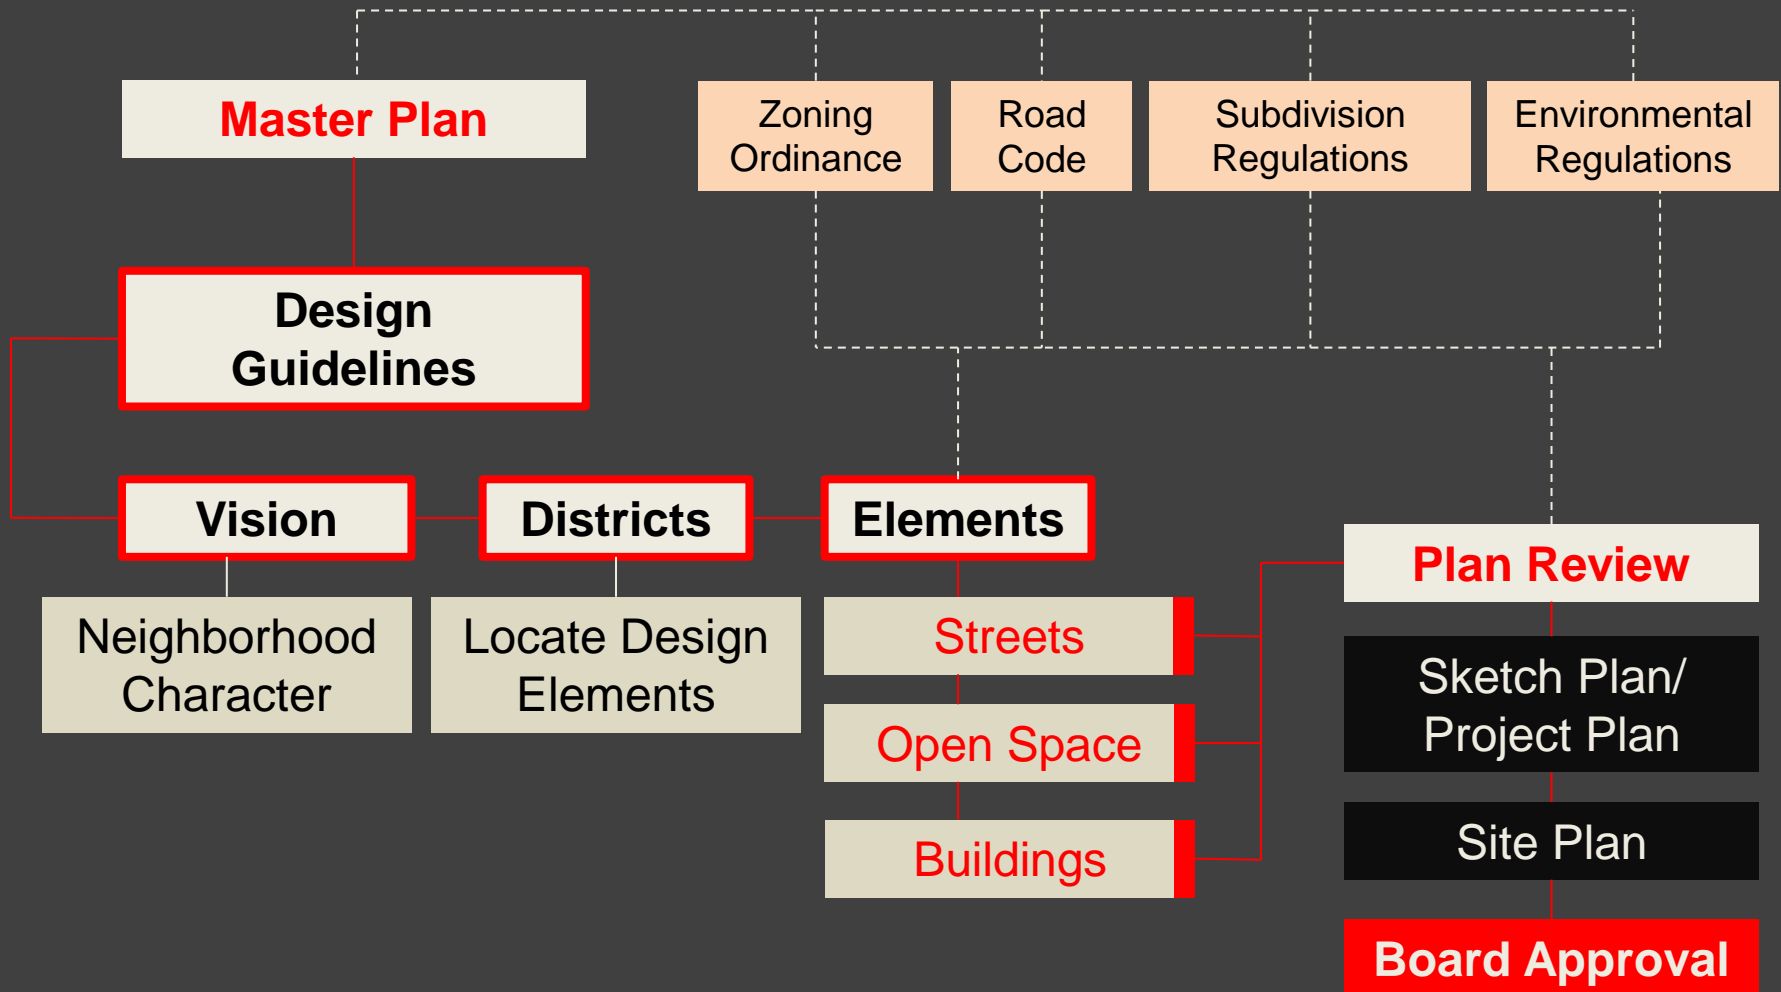 Master Plan
Zoning
Ordinance
Road
Code
Subdivision
Regulations
Environmental
Regulations
Design
Guidelines
Vision
Districts
Elements
Neighborhood
Character
Locate Design
Elements
Streets
Open Space
Buildings
Plan Review
Sketch Plan/
Project Plan
Site Plan
Board Approval